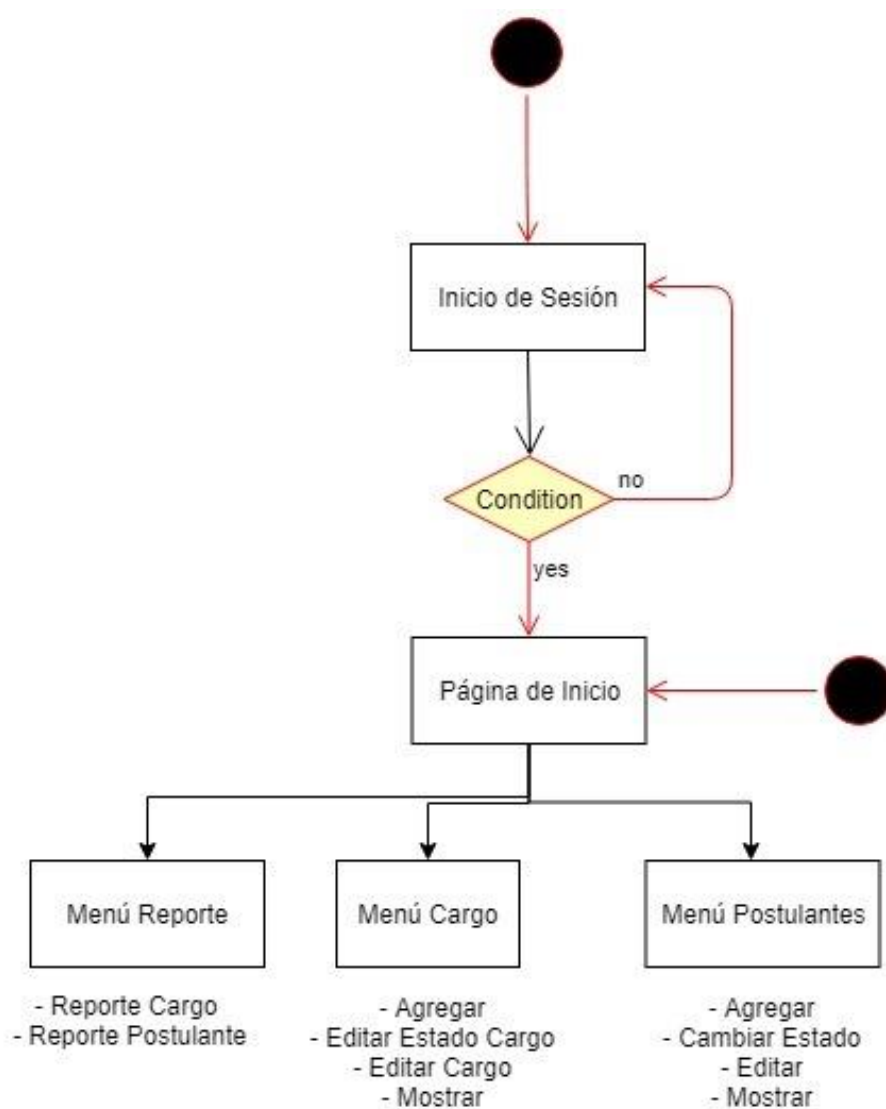 Inicio de Sesión
Condition
no
yes
Página de Inicio
Menú Reporte
Menú Cargo
Menú Postulantes
- Reporte Cargo
- Reporte Postulante
- Agregar
- Editar Estado Cargo
- Editar Cargo
- Mostrar
- Agregar
- Cambiar Estado
- Editar
- Mostrar